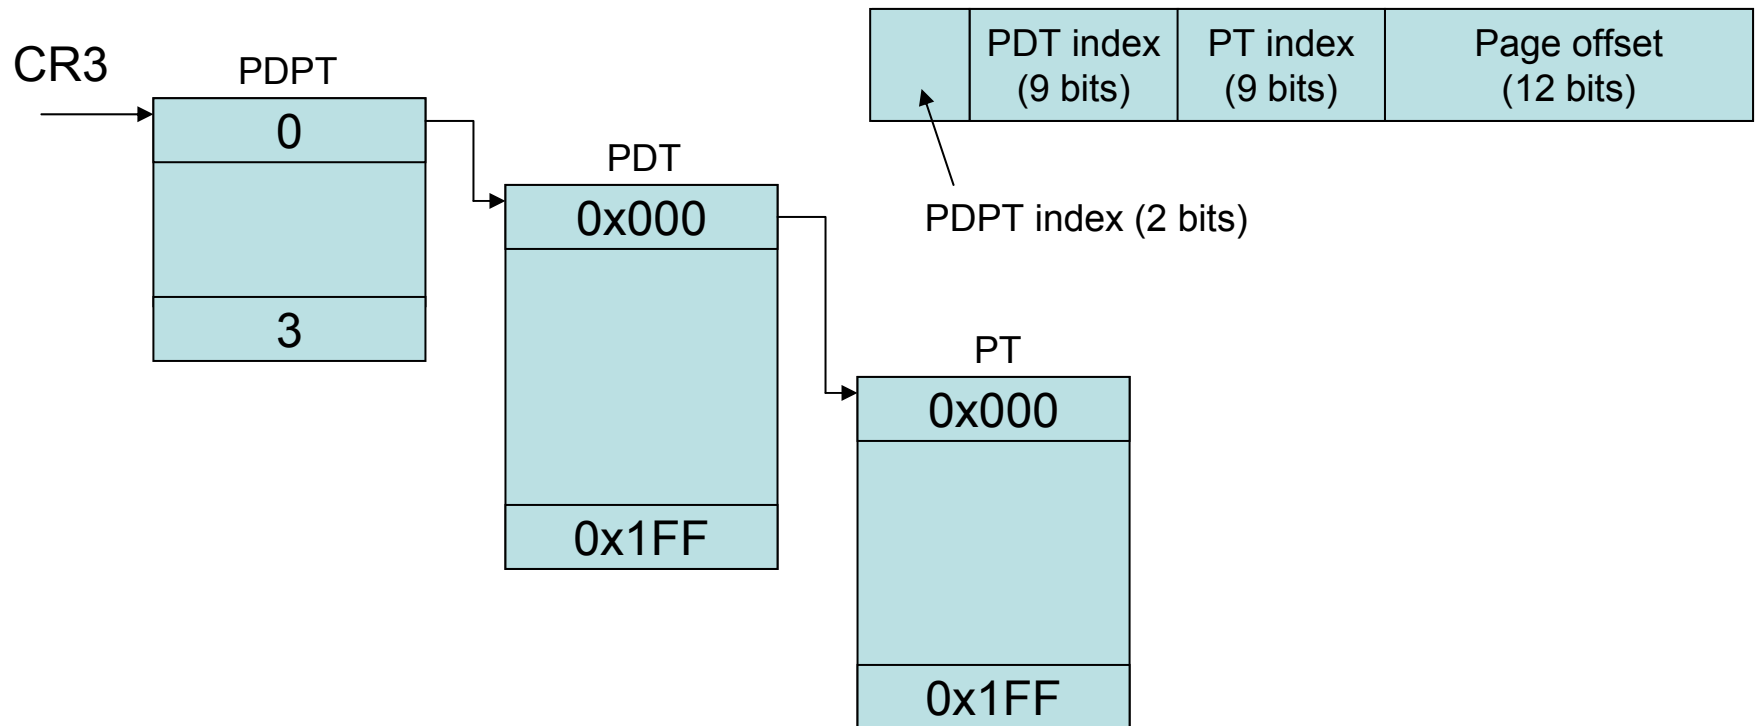 CR3
PDPT
0
3
PDT
0x000
0x1FF
PT
0x000
0x1FF
PDT index
(9 bits)
PT index
(9 bits)
Page offset
(12 bits)
PDPT index (2 bits)